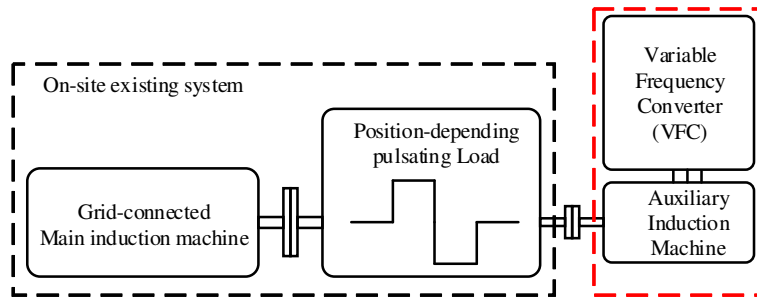 On-site existing system
Grid-connected
Main induction machine
Position-depending
pulsating Load
Variable
Frequency
Converter
(VFC)
Auxiliary
Induction
Machine